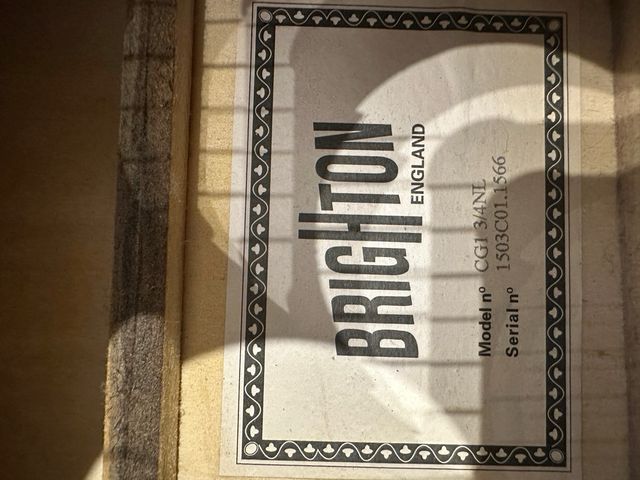 BRIGHTON
ENGLAND
Model nº CG1 3/4NL
Serial nº 1503C01.1566